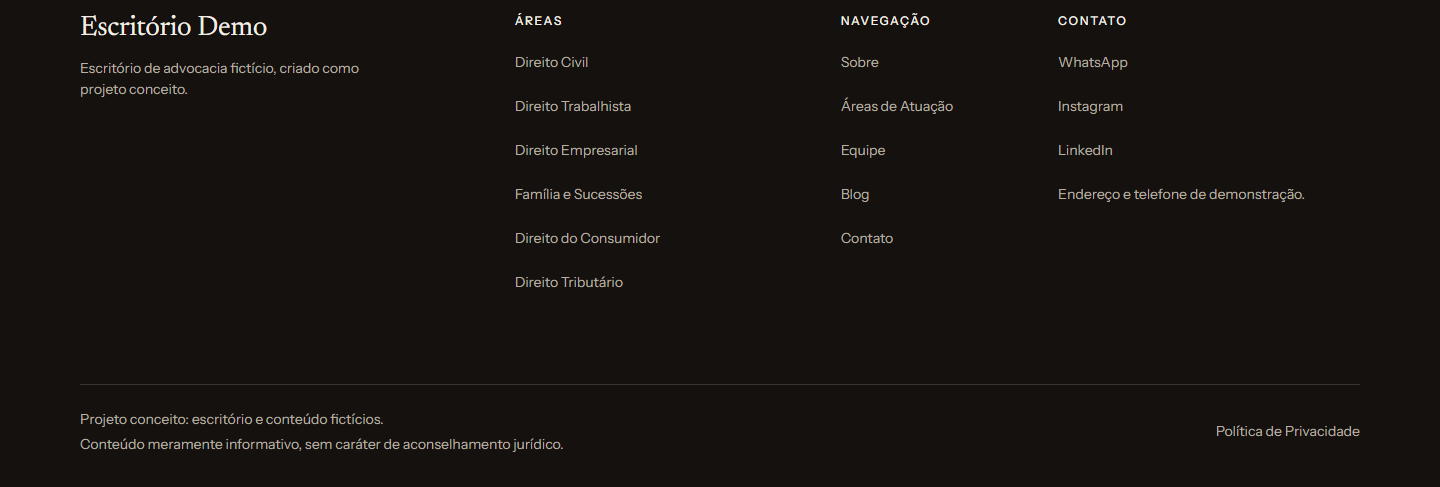 Escritório Demo
Escritório de advocacia fictício, criado como
projeto conceito.
ÁREAS
Direito Civil
Direito Trabalhista
Direito Empresarial
Família e Sucessões
Direito do Consumidor
Direito Tributário
NAVEGAÇÃO
Sobre
Áreas de Atuação
Equipe
Blog
Contato
CONTATO
WhatsApp
Instagram
LinkedIn
Endereço e telefone de demonstração.
Projeto conceito: escritório e conteúdo fictícios.
Conteúdo meramente informativo, sem caráter de aconselhamento jurídico.
Política de Privacidade